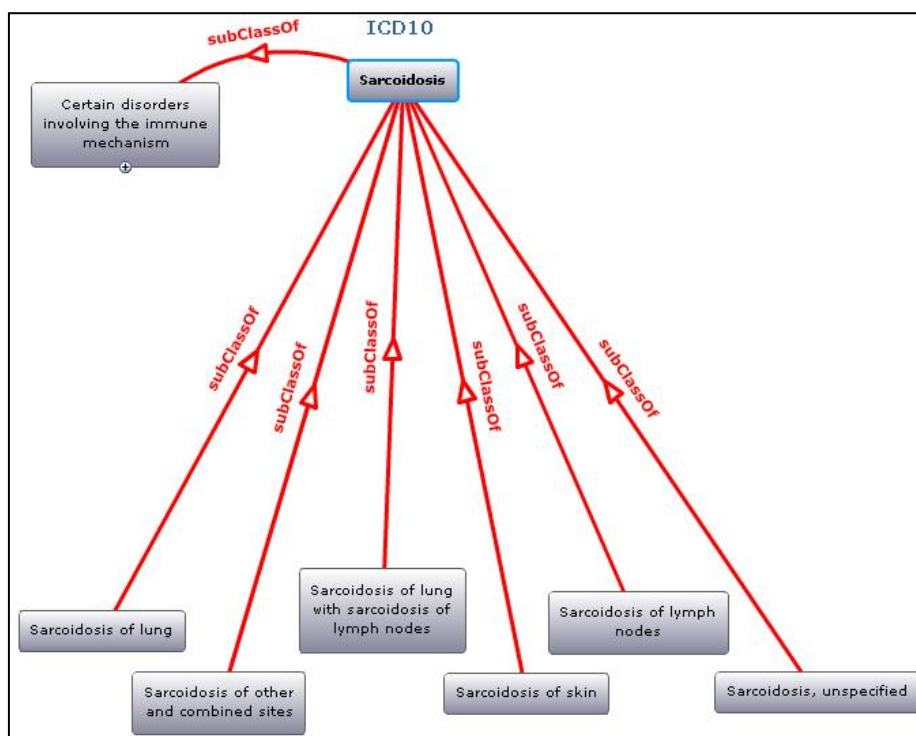 ICD10
subClassOf
Sarcoidosis
Certain disorders
involving the immune
mechanism
subClassOf
subClassOf
subClassOf
subClassOf
subClassOf
subClassOf
Sarcoidosis of lung
Sarcoidosis of other
and combined sites
Sarcoidosis of lung
with sarcoidosis of
lymph nodes
Sarcoidosis of skin
Sarcoidosis of lymph
nodes
Sarcoidosis, unspecified